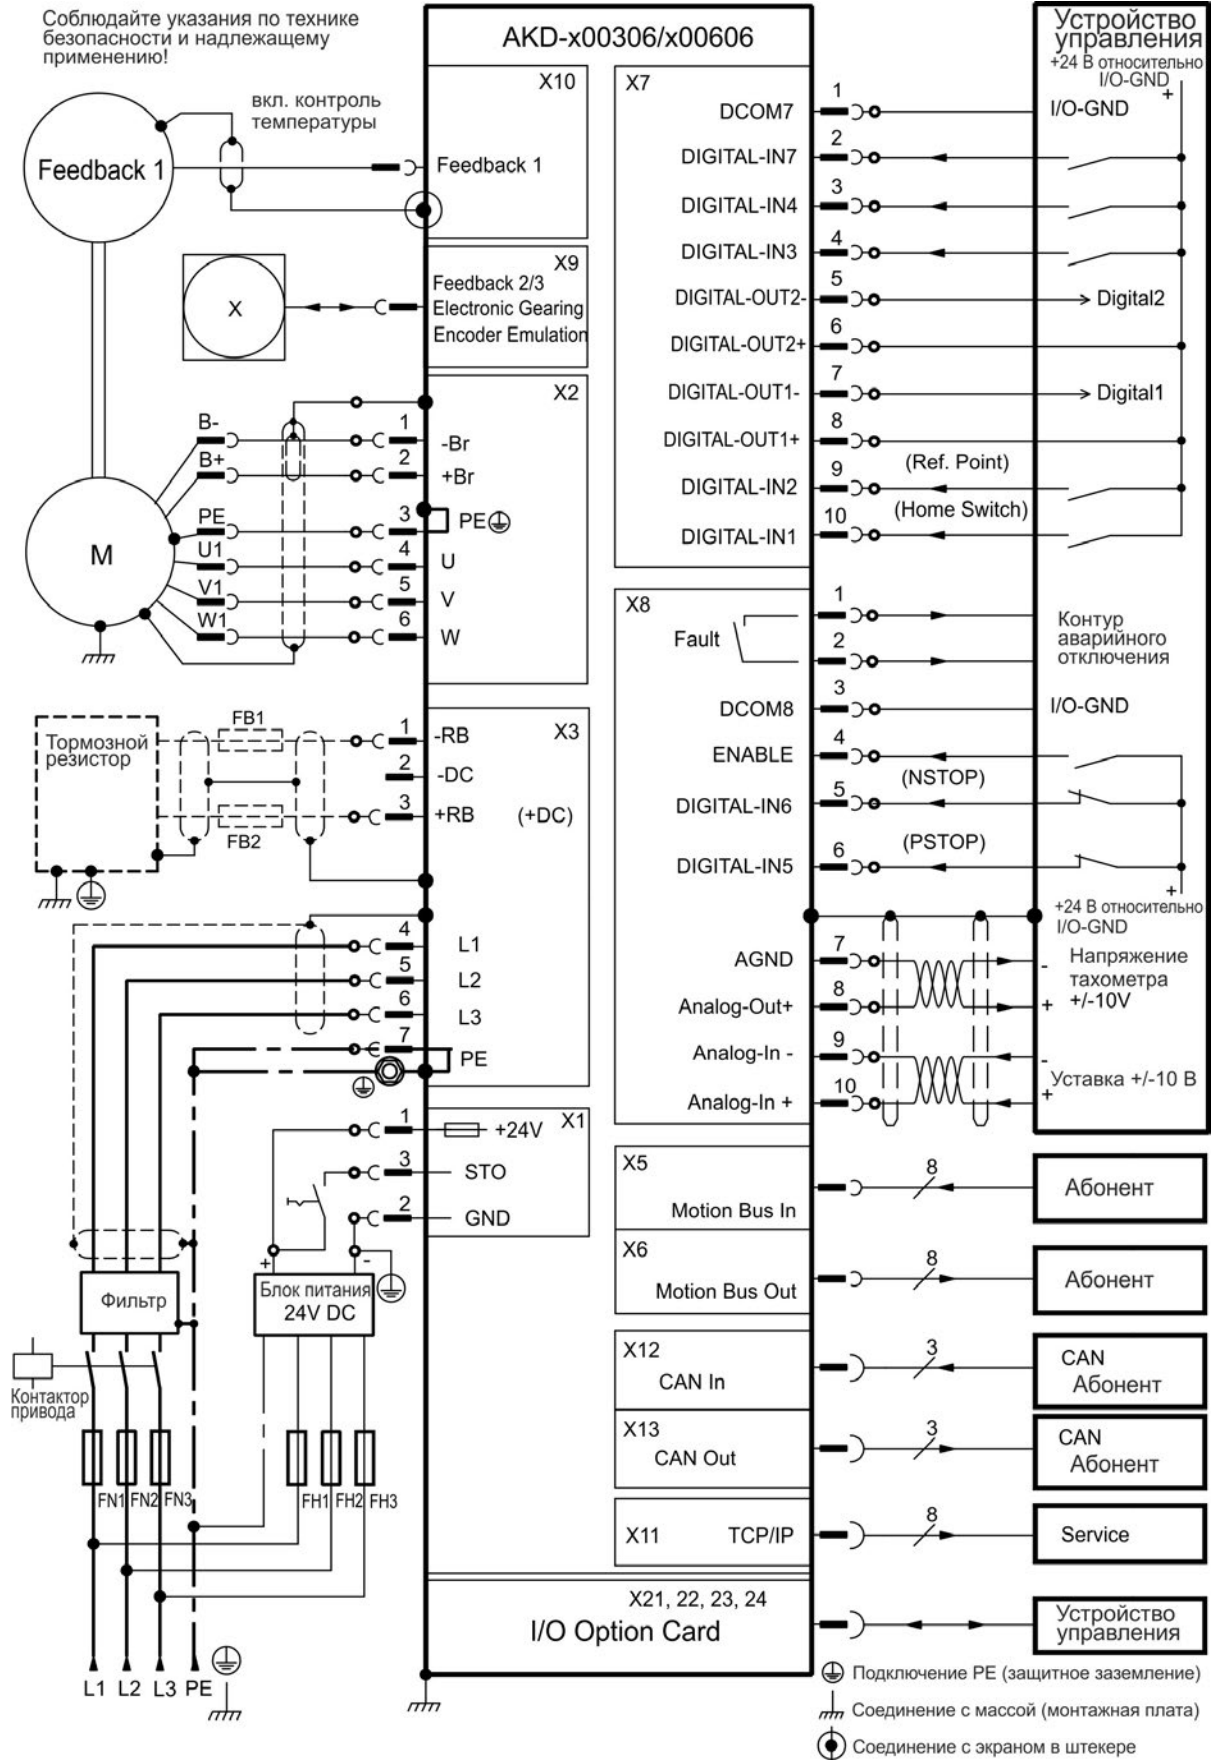 Соблюдайте указания по технике
безопасности и надлежащему
применению!
AKD-x00306/x00606
вкл. контроль
температуры
Feedback 1
X10
Feedback 1
X
X9
Feedback 2/3
Electronic Gearing
Encoder Emulation
X2
B-
1
-Br
B+
2
+Br
PE
3
PE
M
U1
4
U
V1
5
V
W1
6
W
Тормозной
резистор
FB1
FB2
X3
1
-RB
2
-DC
3
+RB
(+DC)
4
L1
5
L2
6
L3
7
PE
X1
1
+24V
3
STO
2
GND
+
-
Фильтр
Блок питания
24V DC
Контактор
привода
FN1
FN2
FN3
FH1
FH2
FH3
L1
L2
L3
PE
X7
DCOM7
1
DIGITAL-IN7
2
DIGITAL-IN4
3
DIGITAL-IN3
4
DIGITAL-OUT2-
5
Digital2
DIGITAL-OUT2+
6
DIGITAL-OUT1-
7
Digital1
DIGITAL-OUT1+
8
DIGITAL-IN2
9
(Ref. Point)
DIGITAL-IN1
10
(Home Switch)
Устройство
управления
+24 В относительно
I/O-GND
+
I/O-GND
X8
Fault
1
2
Контур
аварийного
отключения
DCOM8
3
I/O-GND
ENABLE
4
DIGITAL-IN6
5
(NSTOP)
DIGITAL-IN5
6
(PSTOP)
+
+24 В относительно
I/O-GND
AGND
7
-
Напряжение
тахометра
+/-10V
Analog-Out+
8
+
Analog-In -
9
-
Уставка +/-10 В
Analog-In +
10
+
X5
Motion Bus In
8
Абонент
X6
Motion Bus Out
8
Абонент
X12
CAN In
3
CAN
Абонент
X13
CAN Out
3
CAN
Абонент
X11
TCP/IP
8
Service
X21, 22, 23, 24
I/O Option Card
Устройство
управления
Подключение PE (защитное заземление)
Соединение с массой (монтажная плата)
Соединение с экраном в штекере